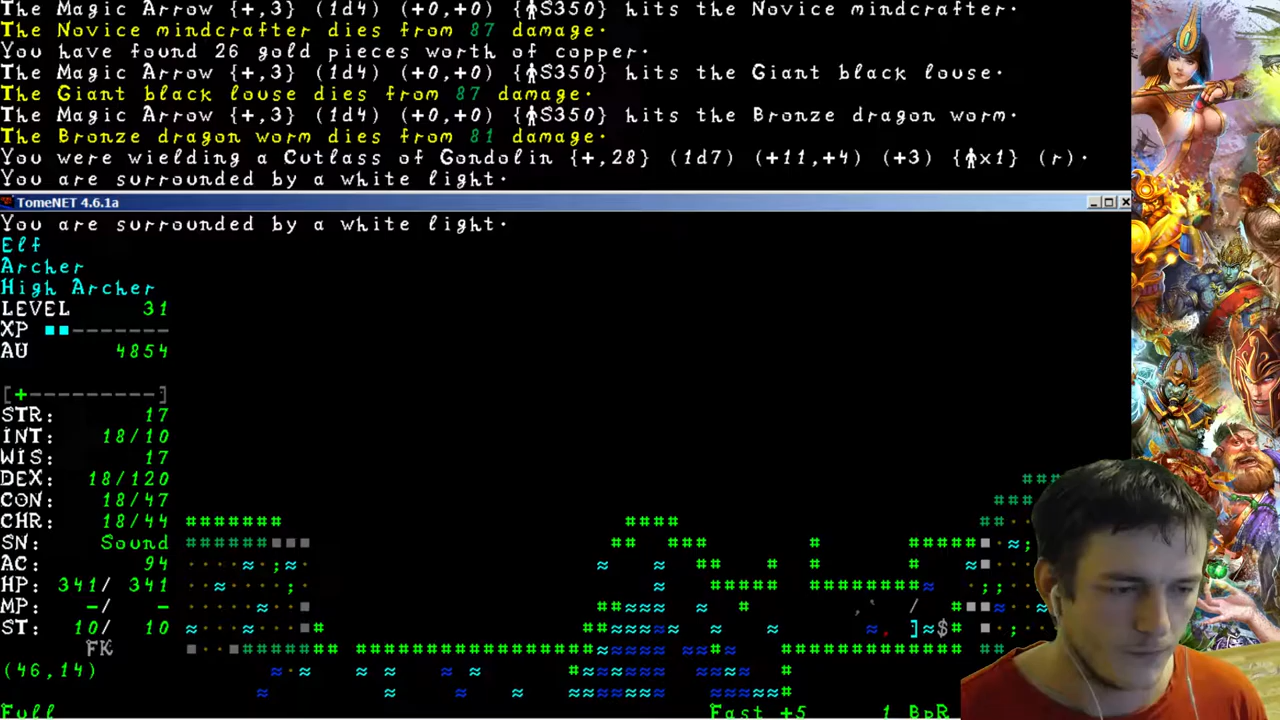 The Magic Arrow {+,3} (1d4) (+0,+0) {S350} hits the Novice mindcrafter.
The Novice mindcrafter dies from 87 damage.
You have found 26 gold pieces worth of copper.
The Magic Arrow {+,3} (1d4) (+0,+0) {S350} hits the Giant black louse.
The Giant black louse dies from 87 damage.
The Magic Arrow {+,3} (1d4) (+0,+0) {S350} hits the Bronze dragon worm.
The Bronze dragon worm dies from 81 damage.
You were wielding a Cutlass of Gondolin {+,28} (1d7) (+11,+4) (+3) {x1} (r).
You are surrounded by a white light.
TomeNET 4.6.1a
You are surrounded by a white light.
Elf
Archer
High Archer
LEVEL 31
XP
AU 4854
[+----------]
STR: 17
INT: 18/10
WIS: 17
DEX: 18/120
CON: 18/47
CHR: 18/44
SN: Sound
AC: 94
HP: 341/ 341
MP: -/ -
ST: 10/ 10
FK
(46,14)
Full Fast +5 1 BpR